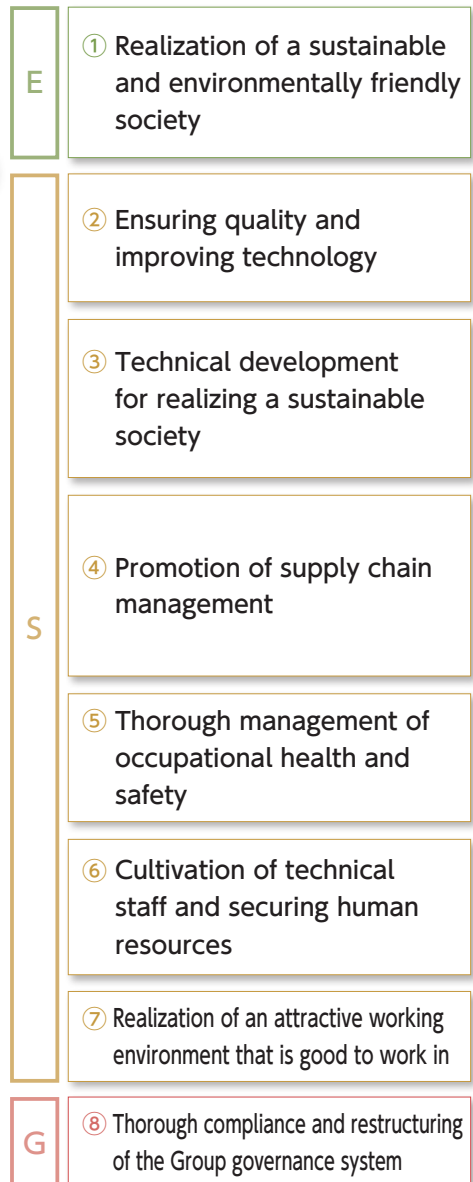 E
① Realization of a sustainable
and environmentally friendly
society
S
② Ensuring quality and
improving technology
③ Technical development
for realizing a sustainable
society
④ Promotion of supply chain
management
⑤ Thorough management of
occupational health and
safety
⑥ Cultivation of technical
staff and securing human
resources
⑦ Realization of an attractive working
environment that is good to work in
G
⑧ Thorough compliance and restructuring
of the Group governance system